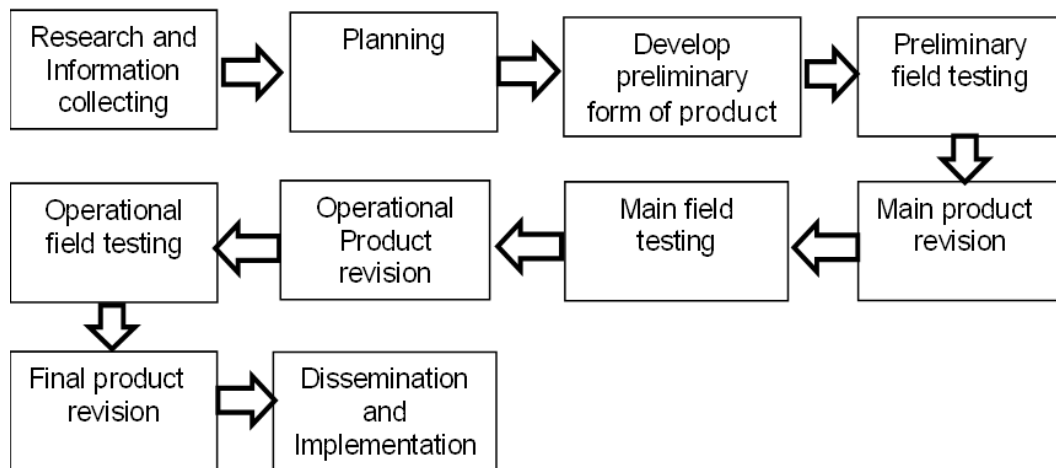 Research and
Information
collecting
Planning
Develop
preliminary
form of product
Preliminary
field testing
Main product
revision
Main field
testing
Operational
Product
revision
Operational
field testing
Final product
revision
Dissemination
and
Implementation